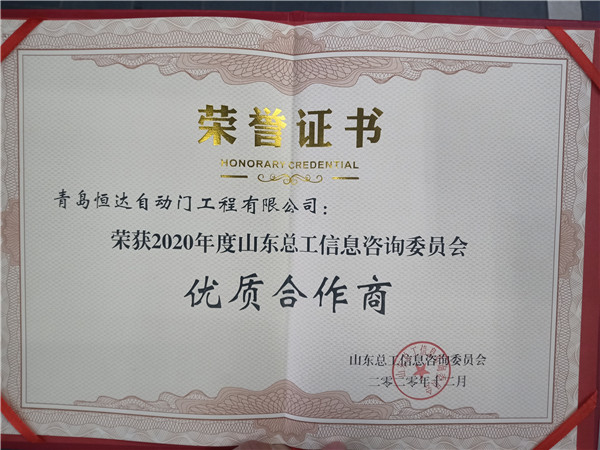 荣誉证书
HONORARY CREDENTIAL
青岛恒达自动门工程有限公司：
荣获2020年度山东总工信息咨询委员会
优质合作商
山东总工信息咨询委员会
二零二零年十二月